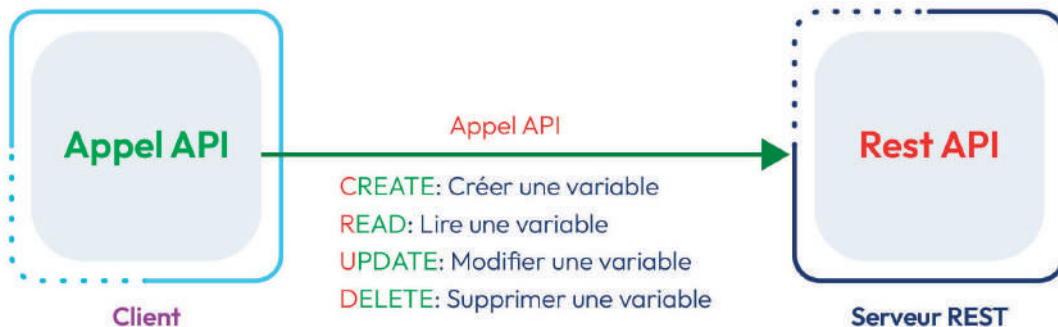 Appel API
Appel API
Rest API
CREATE: Créer une variable
READ: Lire une variable
UPDATE: Modifier une variable
DELETE: Supprimer une variable
Client
Serveur REST